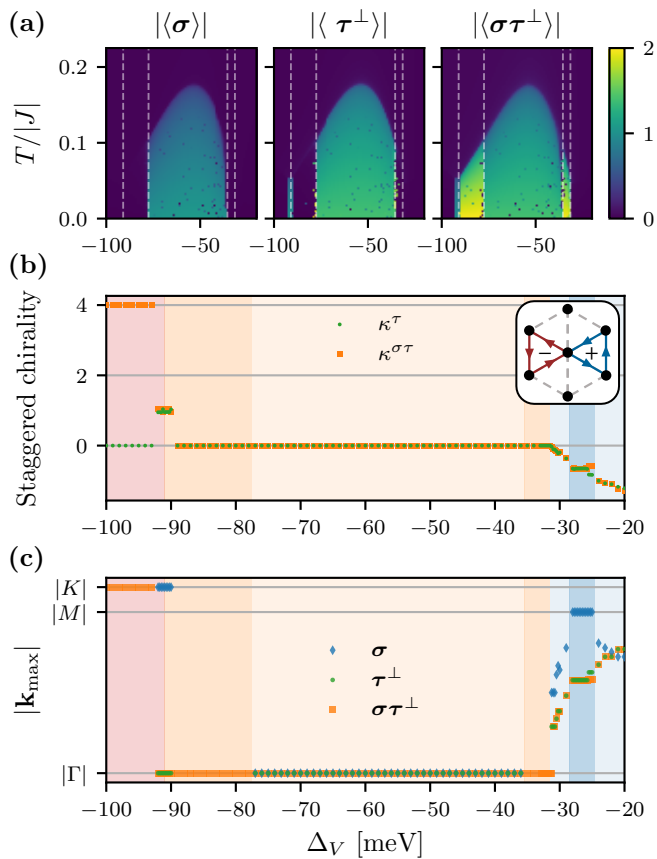 (a) |⟨σ⟩| |⟨ τ⊥⟩| |⟨στ⊥⟩|
T/|J|
0.2
0.1
0.0
−100 −50 −100 −50 −100 −50
2
1
0
(b)
Staggered chirality
4
2
0
κ^τ
κ^στ
− +
−100 −90 −80 −70 −60 −50 −40 −30 −20
(c)
|k_max|
|K|
|M|
|Γ|
σ
τ⊥
στ⊥
−100 −90 −80 −70 −60 −50 −40 −30 −20
Δ_V [meV]